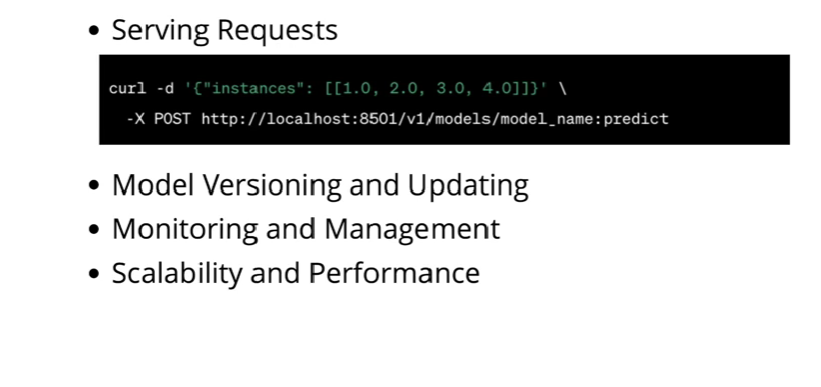 • Serving Requests
curl -d '{"instances": [[1.0, 2.0, 3.0, 4.0]]}' \
-X POST http://localhost:8501/v1/models/model_name:predict
• Model Versioning and Updating
• Monitoring and Management
• Scalability and Performance